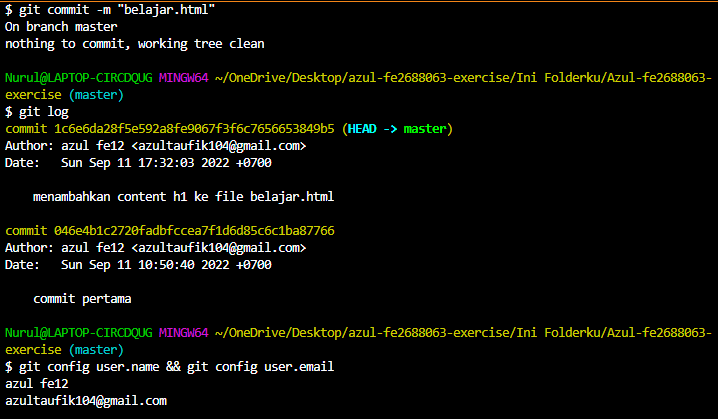 $ git commit -m "belajar.html"
On branch master
nothing to commit, working tree clean
Nurul@LAPTOP-CIRCDQUG MINGW64 ~/OneDrive/Desktop/azul-fe2688063-exercise/Ini Folderku/Azul-fe2688063-
exercise (master)
$ git log
commit 1c6e6da28f5e592a8fe9067f3f6c7656653849b5 (HEAD -> master)
Author: azul fe12 <azultaufik104@gmail.com>
Date:   Sun Sep 11 17:32:03 2022 +0700
    menambahkan content h1 ke file belajar.html
commit 046e4b1c2720fadbfccea7f1d6d85c6c1ba87766
Author: azul fe12 <azultaufik104@gmail.com>
Date:   Sun Sep 11 10:50:40 2022 +0700
    commit pertama
Nurul@LAPTOP-CIRCDQUG MINGW64 ~/OneDrive/Desktop/azul-fe2688063-exercise/Ini Folderku/Azul-fe2688063-
exercise (master)
$ git config user.name && git config user.email
azul fe12
azultaufik104@gmail.com